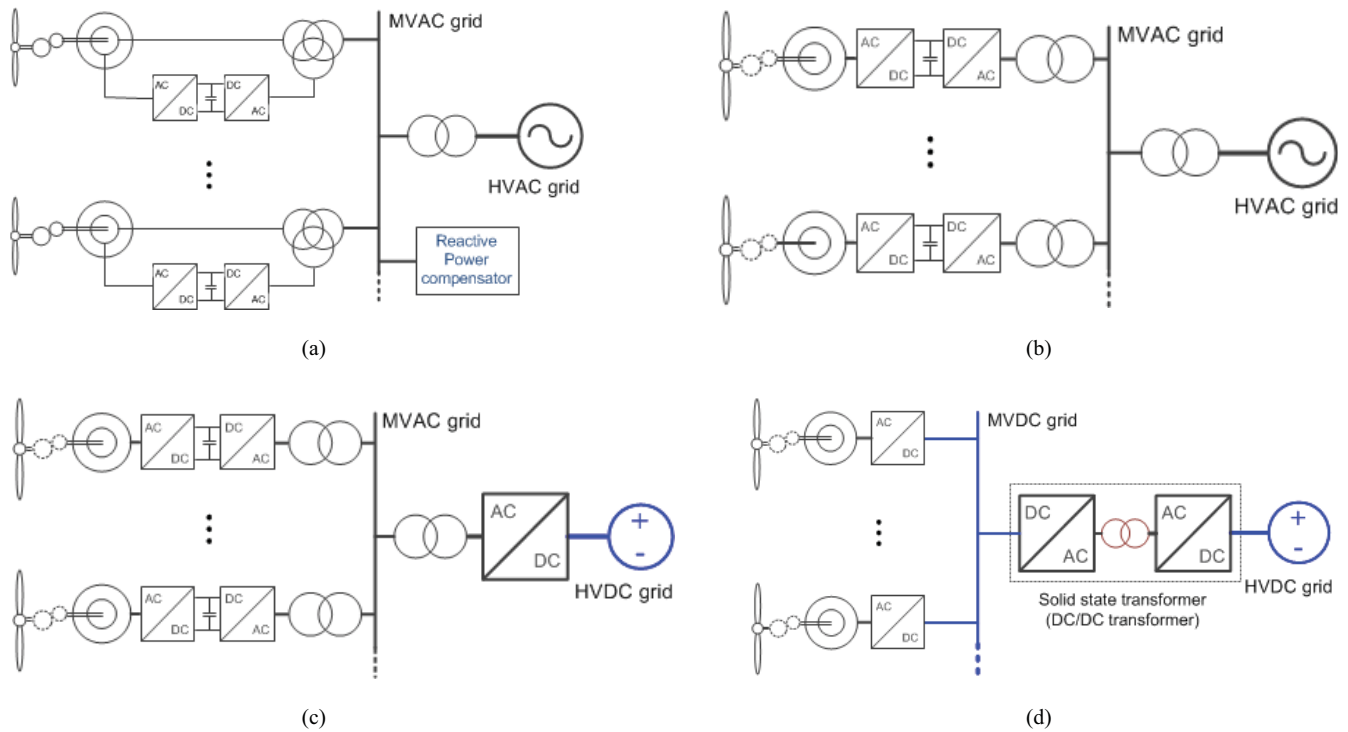 MVAC grid
AC
DC
DC
AC
HVAC grid
AC
DC
DC
AC
Reactive
Power
compensator
(a)
MVAC grid
AC
DC
DC
AC
HVAC grid
AC
DC
DC
AC
(b)
MVAC grid
AC
DC
DC
AC
AC
DC
+
-
HVDC grid
AC
DC
DC
AC
(c)
MVDC grid
AC
DC
DC
AC
AC
DC
+
-
HVDC grid
Solid state transformer
(DC/DC transformer)
AC
DC
(d)